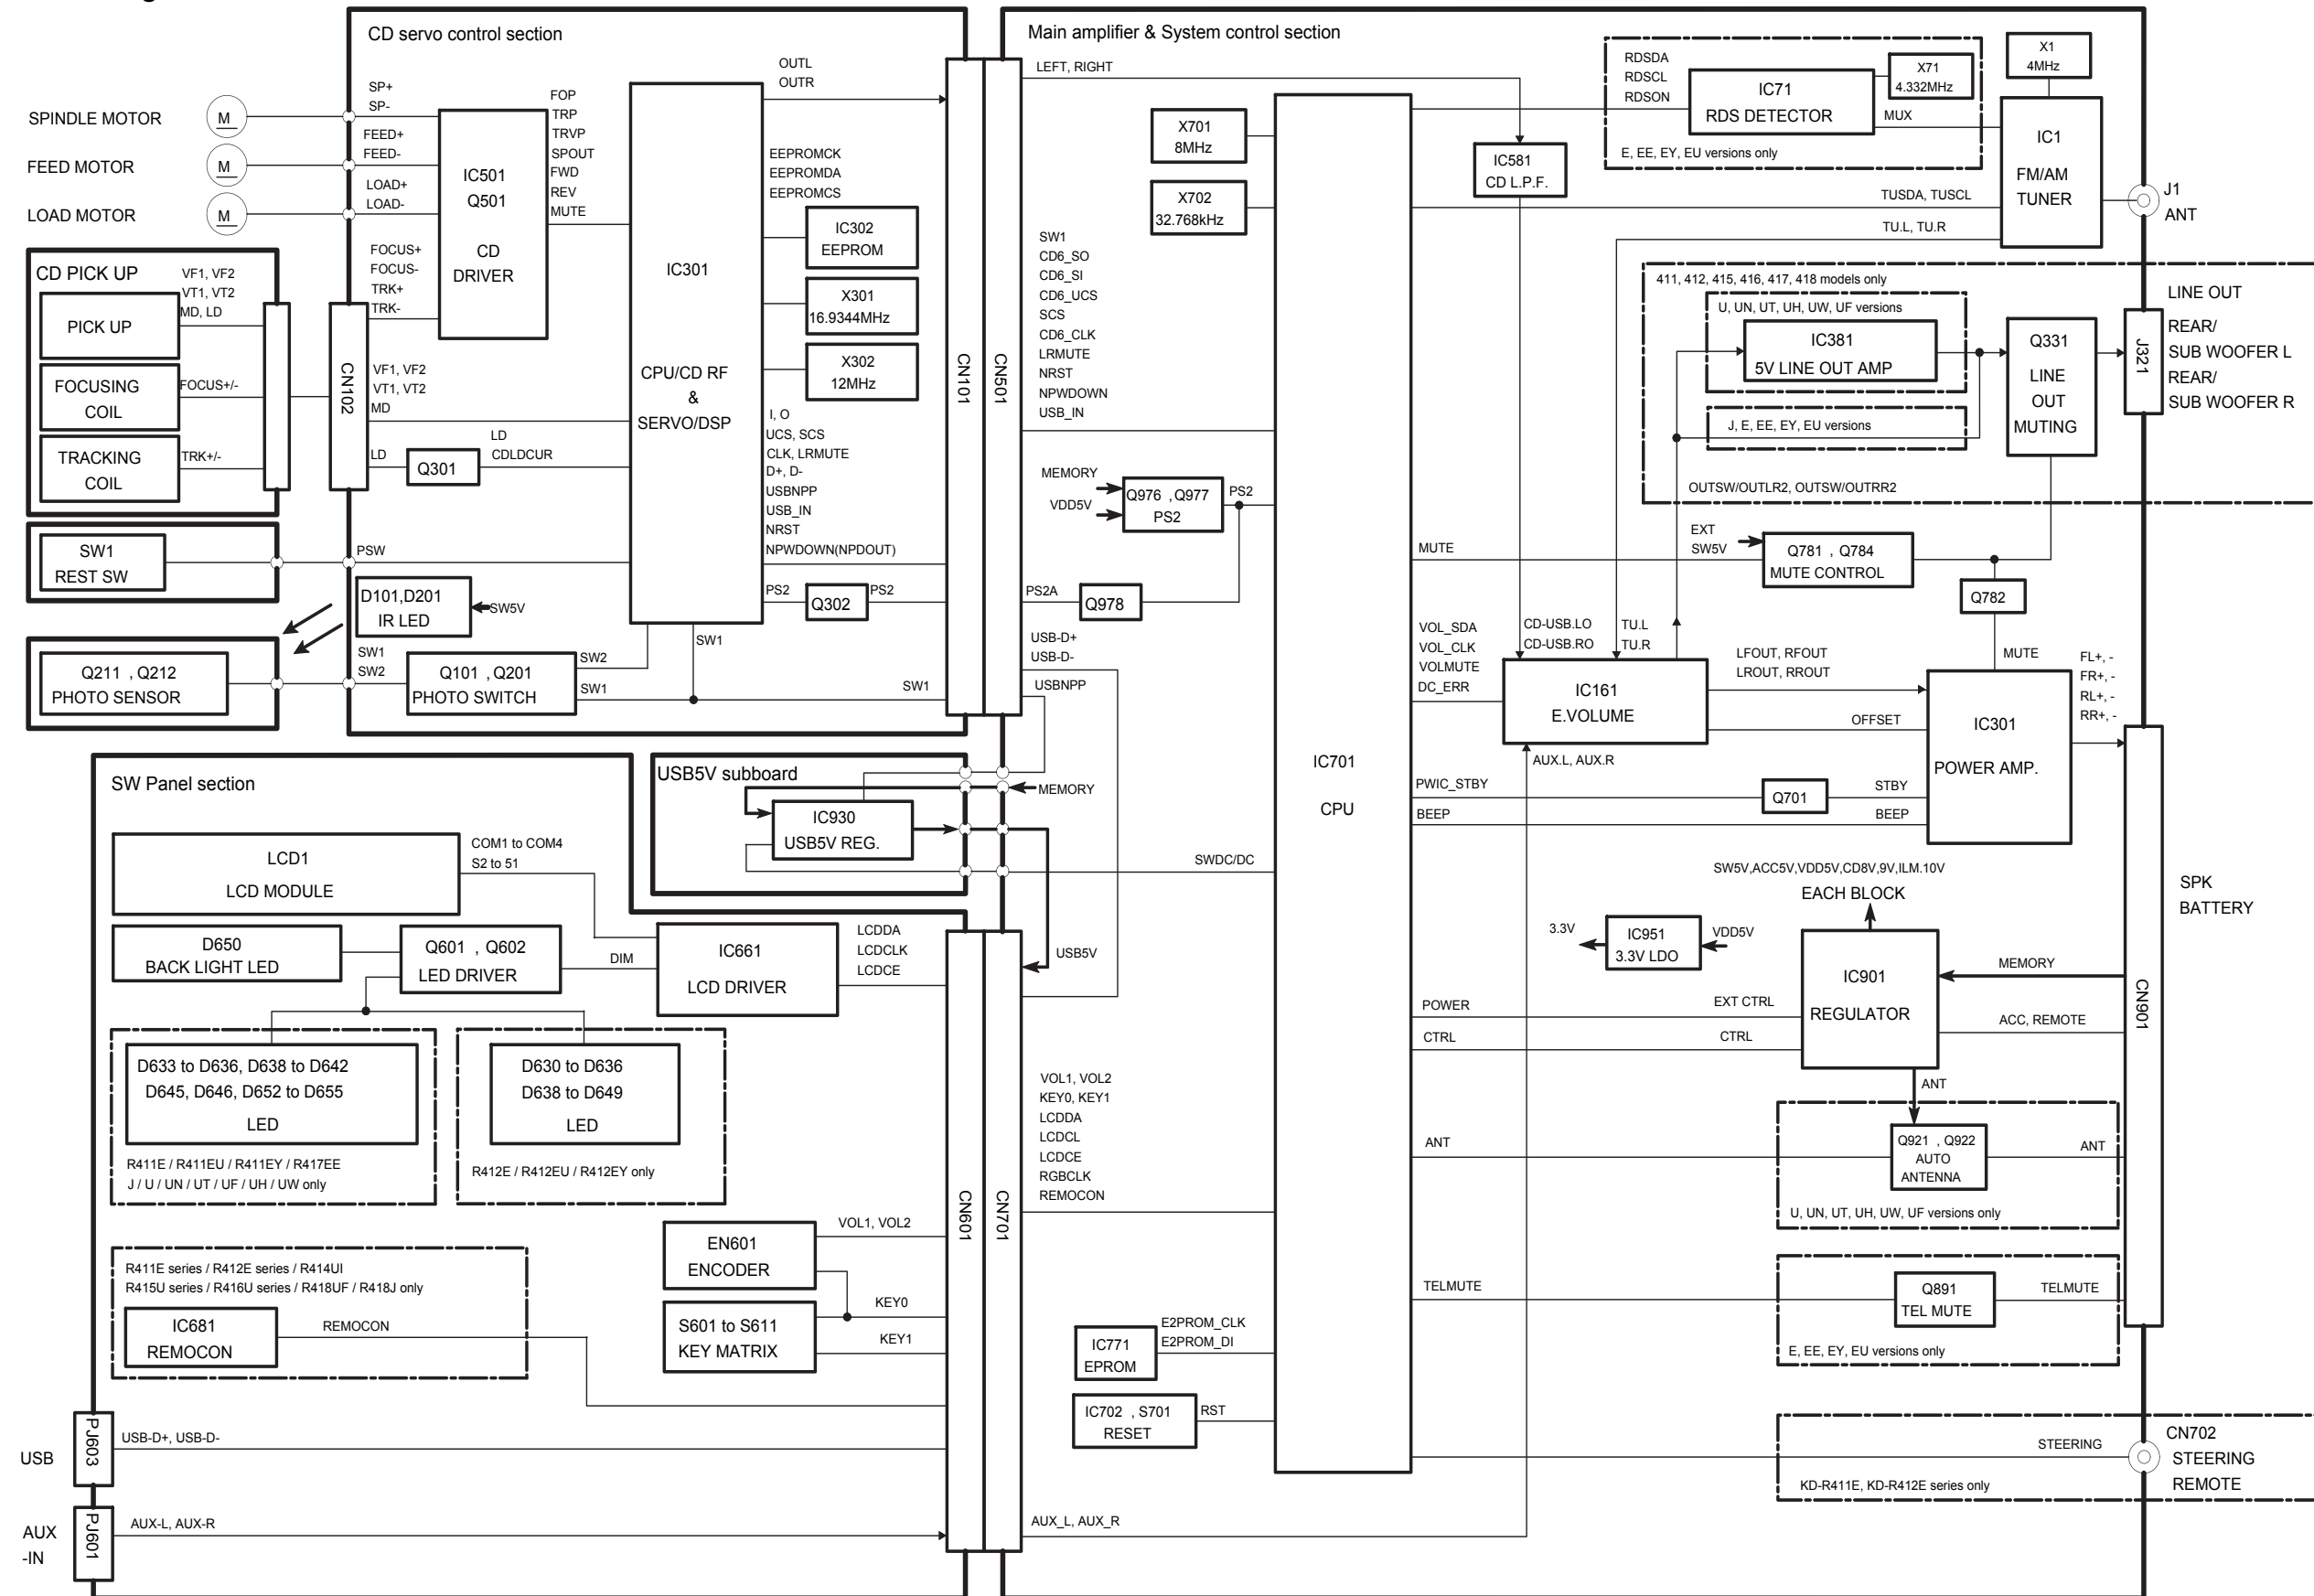 CD servo control section
SPINDLE MOTOR
M
SP+
SP-
FEED MOTOR
M
FEED+
FEED-
LOAD MOTOR
M
LOAD+
LOAD-
IC501
Q501
CD
DRIVER
FOP
TRP
TRVP
SPOUT
FWD
REV
MUTE
FOCUS+
FOCUS-
TRK+
TRK-
CD PICK UP
PICK UP
VF1, VF2
VT1, VT2
MD, LD
FOCUSING
COIL
FOCUS+/-
TRACKING
COIL
TRK+/-
CN102
VF1, VF2
VT1, VT2
MD
LD
Q301
LD
CDLDCUR
IC301
CPU/CD RF
&
SERVO/DSP
OUTL
OUTR
EEPROMCK
EEPROMDA
EEPROMCS
IC302
EEPROM
X301
16.9344MHz
X302
12MHz
I, O
UCS, SCS
CLK, LRMUTE
D+, D-
USBNPP
USB_IN
NRST
NPWDOWN(NPDOUT)
PS2
Q302
PS2
SW1
REST SW
PSW
D101,D201
IR LED
SW5V
Q211 , Q212
PHOTO SENSOR
SW1
SW2
Q101 , Q201
PHOTO SWITCH
SW2
SW1
SW1
SW1
CN101
CN501
Main amplifier & System control section
LEFT, RIGHT
X701
8MHz
X702
32.768kHz
SW1
CD6_SO
CD6_SI
CD6_UCS
SCS
CD6_CLK
LRMUTE
NRST
NPWDOWN
USB_IN
MEMORY
VDD5V
Q976 , Q977
PS2
PS2
PS2A
Q978
USB-D+
USB-D-
USBNPP
IC701
CPU
IC581
CD L.P.F.
RDSDA
RDSCL
RDSON
IC71
RDS DETECTOR
X71
4.332MHz
MUX
E, EE, EY, EU versions only
X1
4MHz
IC1
FM/AM
TUNER
J1
ANT
TUSDA, TUSCL
TU.L, TU.R
411, 412, 415, 416, 417, 418 models only
U, UN, UT, UH, UW, UF versions
IC381
5V LINE OUT AMP
J, E, EE, EY, EU versions
OUTSW/OUTLR2, OUTSW/OUTRR2
Q331
LINE
OUT
MUTING
J321
LINE OUT
REAR/
SUB WOOFER L
REAR/
SUB WOOFER R
MUTE
EXT
SW5V
Q781 , Q784
MUTE CONTROL
Q782
MUTE
VOL_SDA
VOL_CLK
VOLMUTE
DC_ERR
CD-USB.LO
CD-USB.RO
TU.L
TU.R
IC161
E.VOLUME
AUX.L, AUX.R
LFOUT, RFOUT
LROUT, RROUT
OFFSET
IC301
POWER AMP.
FL+, -
FR+, -
RL+, -
RR+, -
PWIC_STBY
Q701
STBY
BEEP
BEEP
SW5V,ACC5V,VDD5V,CD8V,9V,ILM.10V
EACH BLOCK
3.3V
IC951
3.3V LDO
VDD5V
IC901
REGULATOR
MEMORY
ACC, REMOTE
POWER
EXT CTRL
CTRL
CTRL
ANT
ANT
Q921 , Q922
AUTO
ANTENNA
ANT
U, UN, UT, UH, UW, UF versions only
TELMUTE
Q891
TEL MUTE
TELMUTE
E, EE, EY, EU versions only
CN901
SPK
BATTERY
STEERING
KD-R411E, KD-R412E series only
CN702
STEERING
REMOTE
SW Panel section
USB5V subboard
IC930
USB5V REG.
MEMORY
SWDC/DC
USB5V
LCD1
LCD MODULE
COM1 to COM4
S2 to 51
D650
BACK LIGHT LED
Q601 , Q602
LED DRIVER
DIM
IC661
LCD DRIVER
LCDDA
LCDCLK
LCDCE
D633 to D636, D638 to D642
D645, D646, D652 to D655
LED
R411E / R411EU / R411EY / R417EE
J / U / UN / UT / UF / UH / UW only
D630 to D636
D638 to D649
LED
R412E / R412EU / R412EY only
R411E series / R412E series / R414UI
R415U series / R416U series / R418UF / R418J only
IC681
REMOCON
REMOCON
EN601
ENCODER
VOL1, VOL2
S601 to S611
KEY MATRIX
KEY0
KEY1
CN601
CN701
VOL1, VOL2
KEY0, KEY1
LCDDA
LCDCL
LCDCE
RGBCLK
REMOCON
IC771
EPROM
E2PROM_CLK
E2PROM_DI
IC702 , S701
RESET
RST
USB
PJ603
USB-D+, USB-D-
AUX
-IN
PJ601
AUX-L, AUX-R
AUX_L, AUX_R